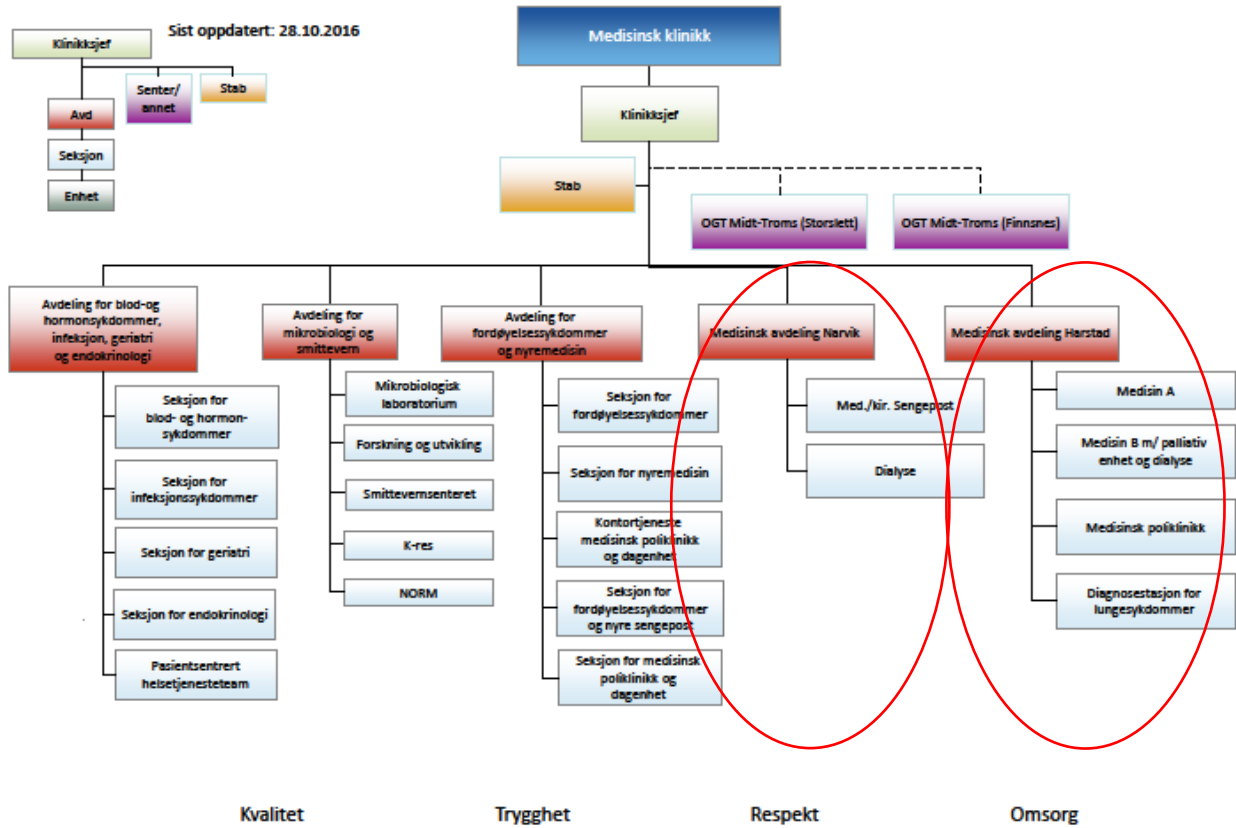 Sist oppdatert: 28.10.2016
Klinikksjef
Senter/
annet
Stab
Avd
Seksjon
Enhet
Medisinsk klinikk
Klinikksjef
Stab
OGT Midt-Troms (Storslett)
OGT Midt-Troms (Finnsnes)
Avdeling for blod-og
hormonsykdommer,
infeksjon, geriatri
og endokrinologi
Seksjon for
blod- og hormon-
sykdommer
Seksjon for
infeksjonssykdommer
Seksjon for geriatri
Seksjon for endokrinologi
Pasientsentrert
helsetjenesteteam
Avdeling for
mikrobiologi og
smittevern
Mikrobiologisk
laboratorium
Forskning og utvikling
Smittevernsenteret
K-res
NORM
Avdeling for
fordøyelsessykdommer
og nyremedisin
Seksjon for
fordøyelsessykdommer
Seksjon for nyremedisin
Kontortjeneste
medisinsk poliklinikk
og dagenhet
Seksjon for
fordøyelsessykdommer
og nyre sengepost
Seksjon for medisinsk
poliklinikk og
dagenhet
Medisinsk avdeling Narvik
Med./kir. Sengepost
Dialyse
Medisinsk avdeling Harstad
Medisin A
Medisin B m/ palliativ
enhet og dialyse
Medisinsk poliklinikk
Diagnosestasjon for
lungesykdommer
Kvalitet
Trygghet
Respekt
Omsorg